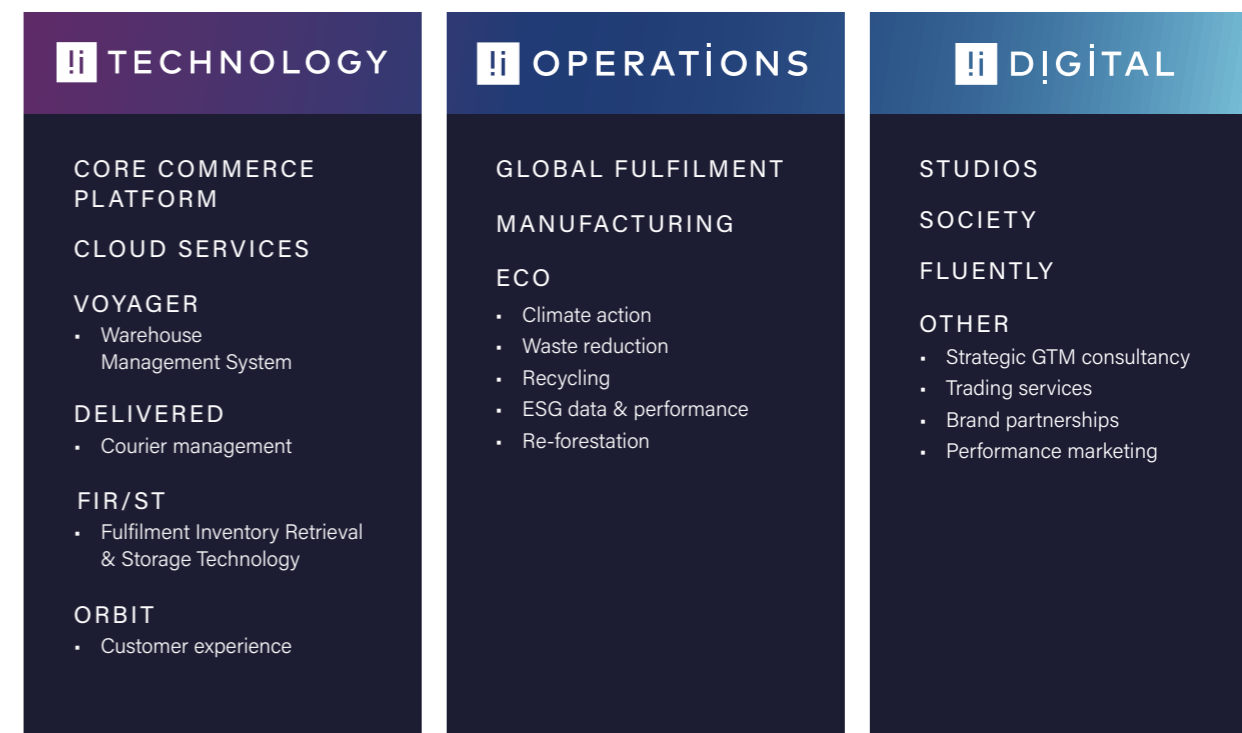 !i TECHNOLOGY
CORE COMMERCE
PLATFORM
CLOUD SERVICES
VOYAGER
• Warehouse
Management System
DELIVERED
• Courier management
FIR/ST
• Fulfilment Inventory Retrieval
& Storage Technology
ORBIT
• Customer experience
!i OPERATiONS
GLOBAL FULFILMENT
MANUFACTURING
ECO
• Climate action
• Waste reduction
• Recycling
• ESG data & performance
• Re-forestation
!i D!GiTAL
STUDIOS
SOCIETY
FLUENTLY
OTHER
• Strategic GTM consultancy
• Trading services
• Brand partnerships
• Performance marketing